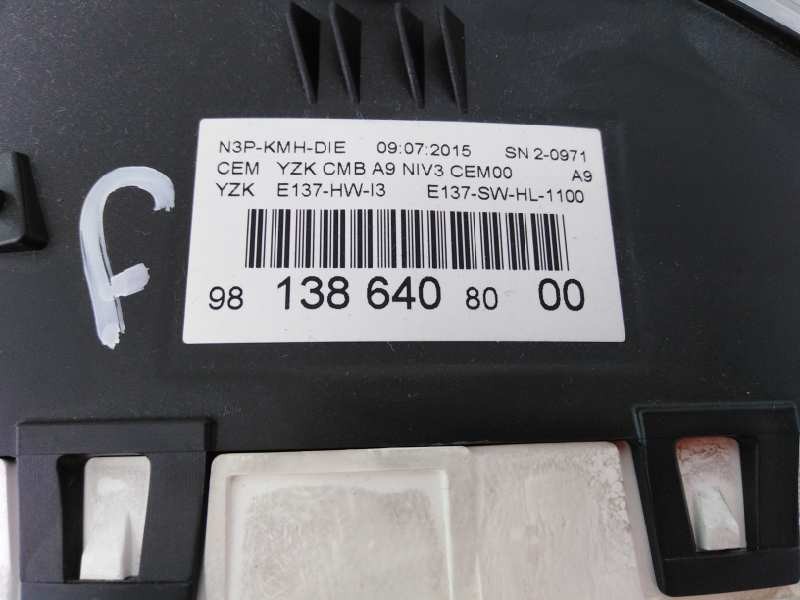 N3P-KMH-DIE 09:07:2015 SN 2-0971
CEM YZK CMB A9 NIV3 CEM00 A9
YZK E137-HW-I3 E137-SW-HL-1100
98 138 640 80 00